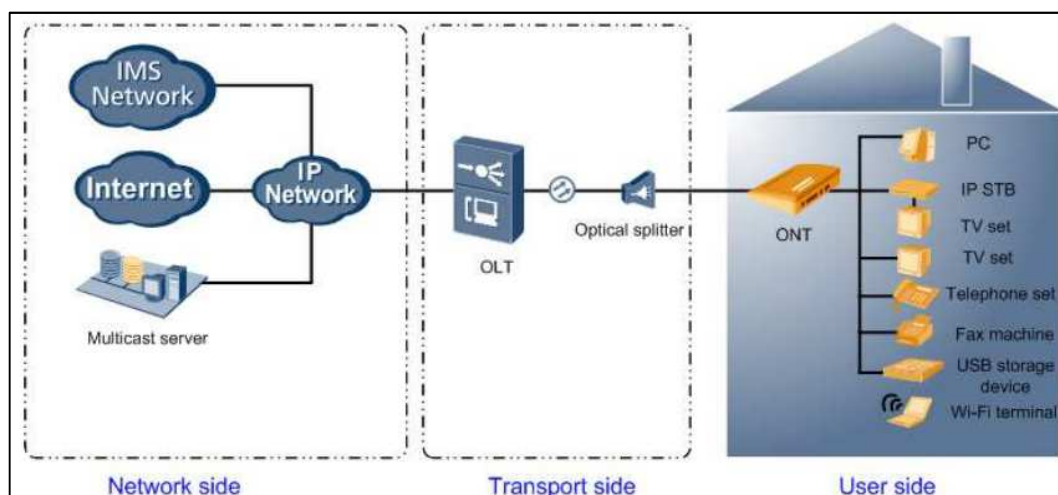 IMS
Network
Internet
IP
Network
Multicast server
OLT
Optical splitter
ONT
PC
IP STB
TV set
TV set
Telephone set
Fax machine
USB storage
device
Wi-Fi terminal
Network side
Transport side
User side